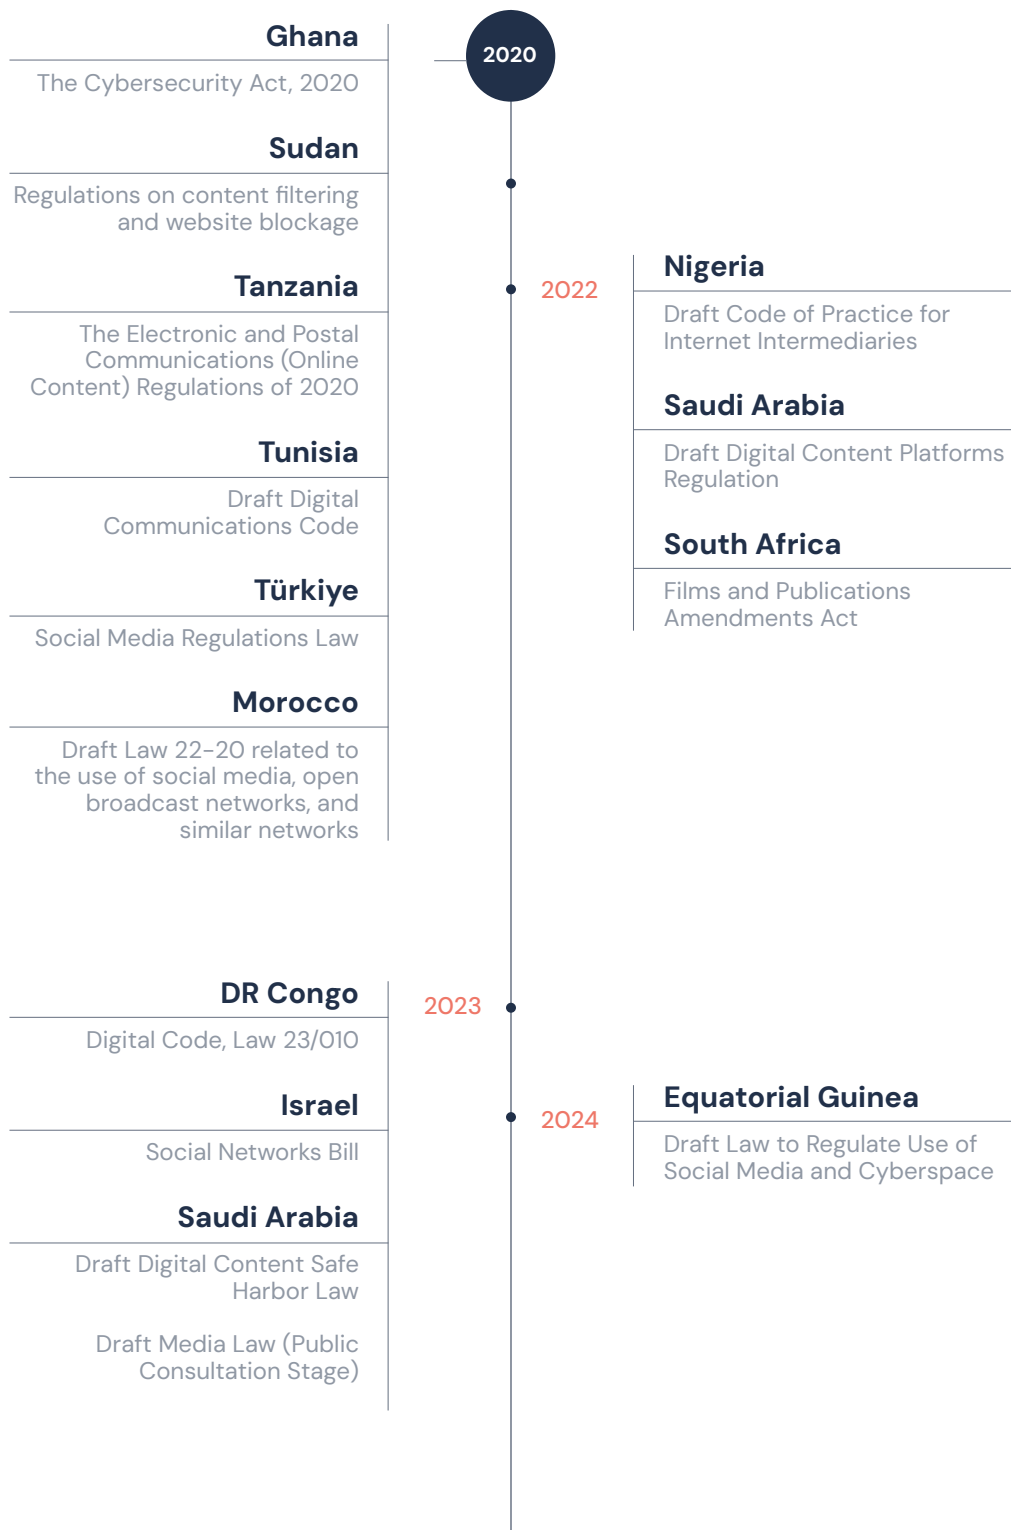 2020
Ghana
The Cybersecurity Act, 2020
Sudan
Regulations on content filtering
and website blockage
Tanzania
The Electronic and Postal
Communications (Online
Content) Regulations of 2020
Tunisia
Draft Digital
Communications Code
Türkiye
Social Media Regulations Law
Morocco
Draft Law 22-20 related to
the use of social media, open
broadcast networks, and
similar networks
2022
Nigeria
Draft Code of Practice for
Internet Intermediaries
Saudi Arabia
Draft Digital Content Platforms
Regulation
South Africa
Films and Publications
Amendments Act
2023
DR Congo
Digital Code, Law 23/010
Israel
Social Networks Bill
Saudi Arabia
Draft Digital Content Safe
Harbor Law
Draft Media Law (Public
Consultation Stage)
2024
Equatorial Guinea
Draft Law to Regulate Use of
Social Media and Cyberspace